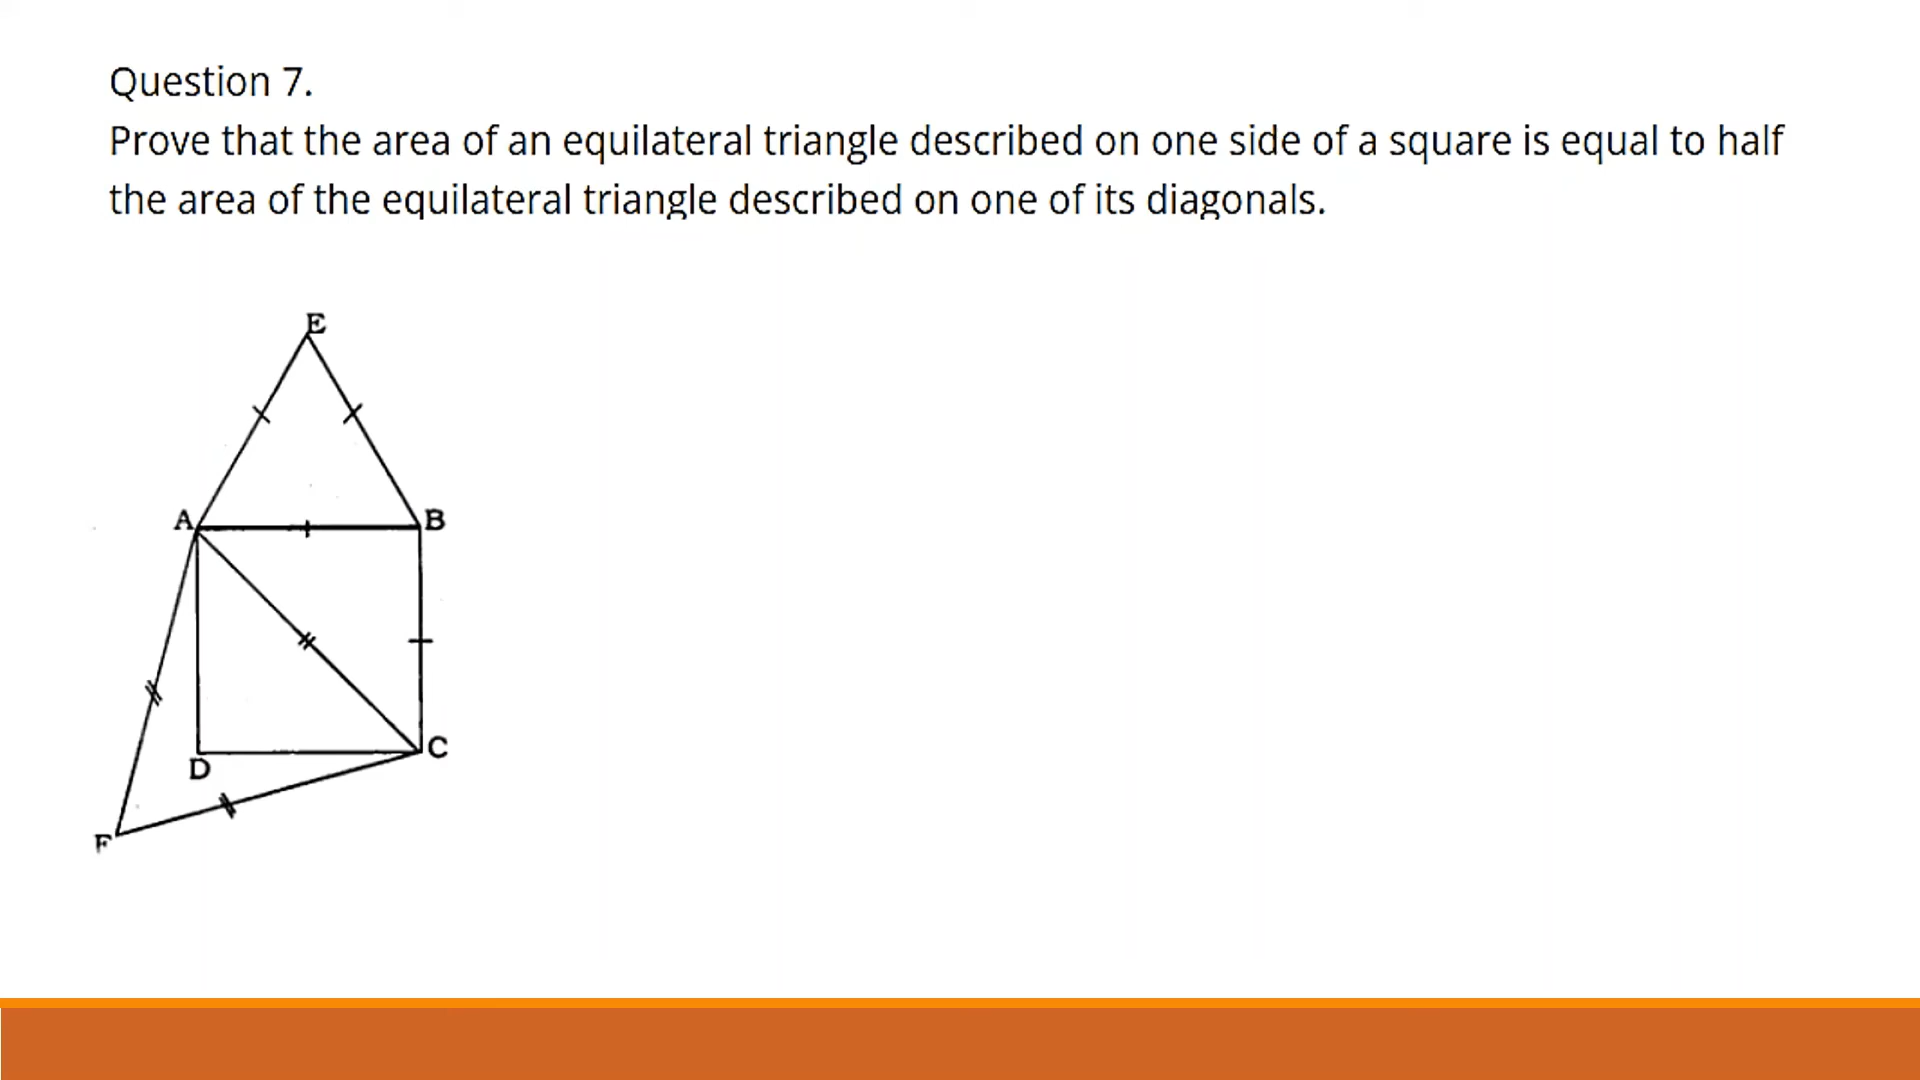 Question 7.
Prove that the area of an equilateral triangle described on one side of a square is equal to half
the area of the equilateral triangle described on one of its diagonals.
E
A
B
C
D
F